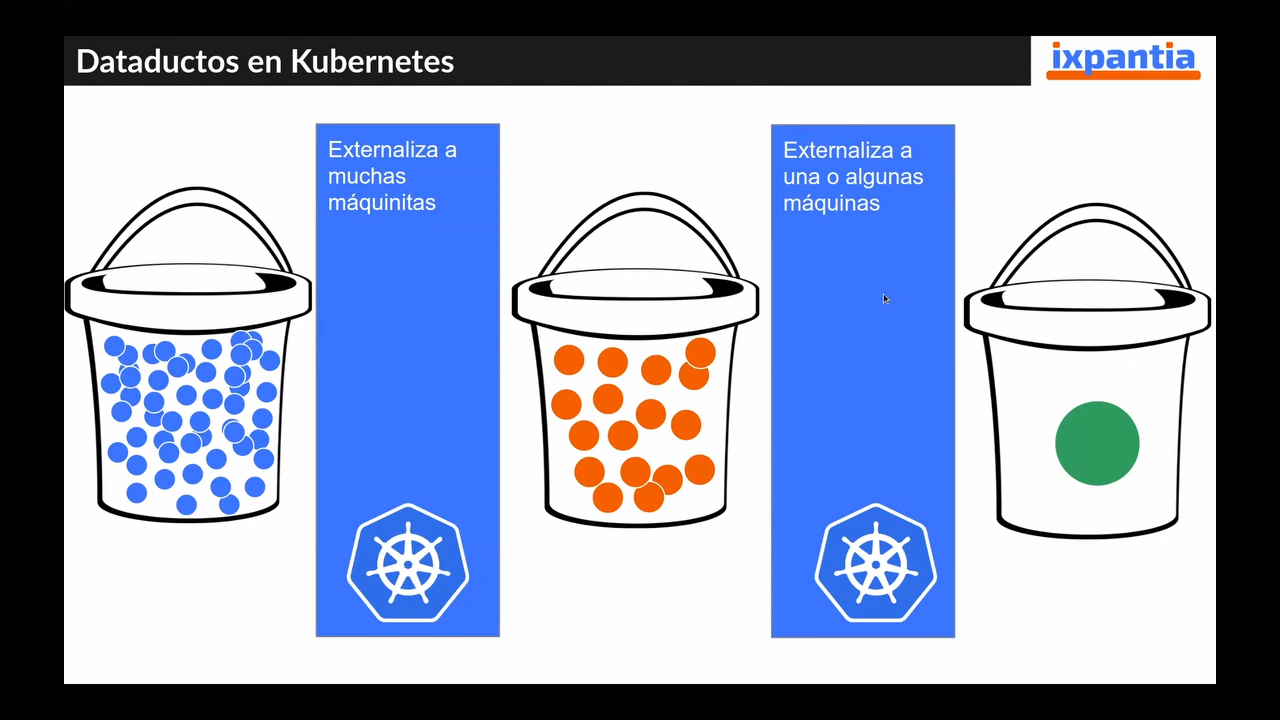 Dataductos en Kubernetes
ixpantia
Externaliza a
muchas
máquinitas
Externaliza a
una o algunas
máquinas